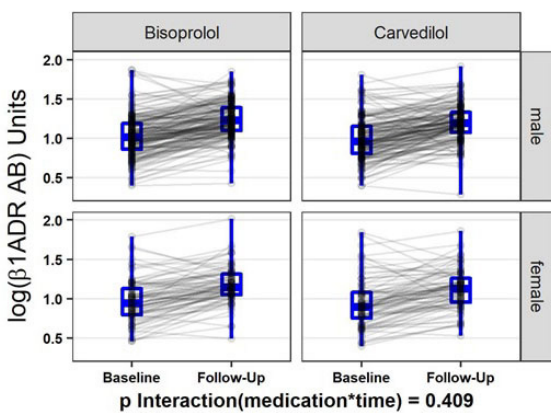 Bisoprolol
Carvedilol
log(β1ADR AB) Units
2.0
1.5
1.0
0.5
male
2.0
1.5
1.0
0.5
female
Baseline
Follow-Up
Baseline
Follow-Up
p Interaction(medication*time) = 0.409